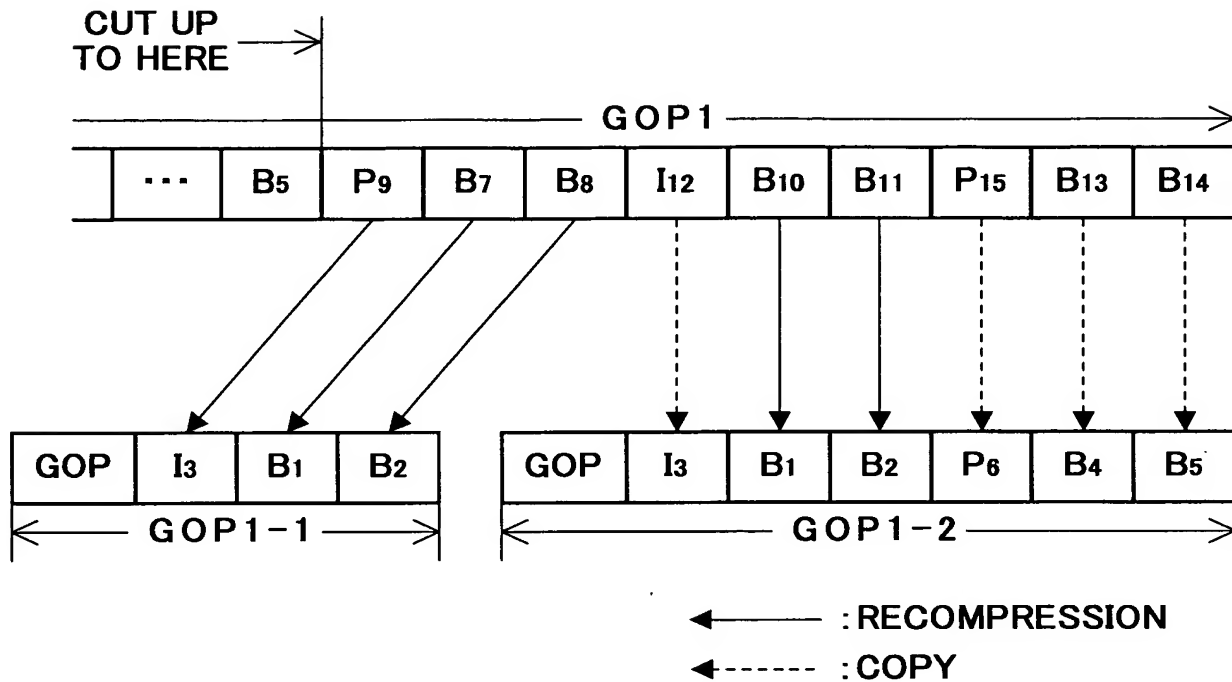 CUT UP
TO HERE
GOP1
... B5 P9 B7 B8 I12 B10 B11 P15 B13 B14
GOP I3 B1 B2 GOP I3 B1 B2 P6 B4 B5
GOP1-1 GOP1-2
:RECOMPRESSION
:COPY